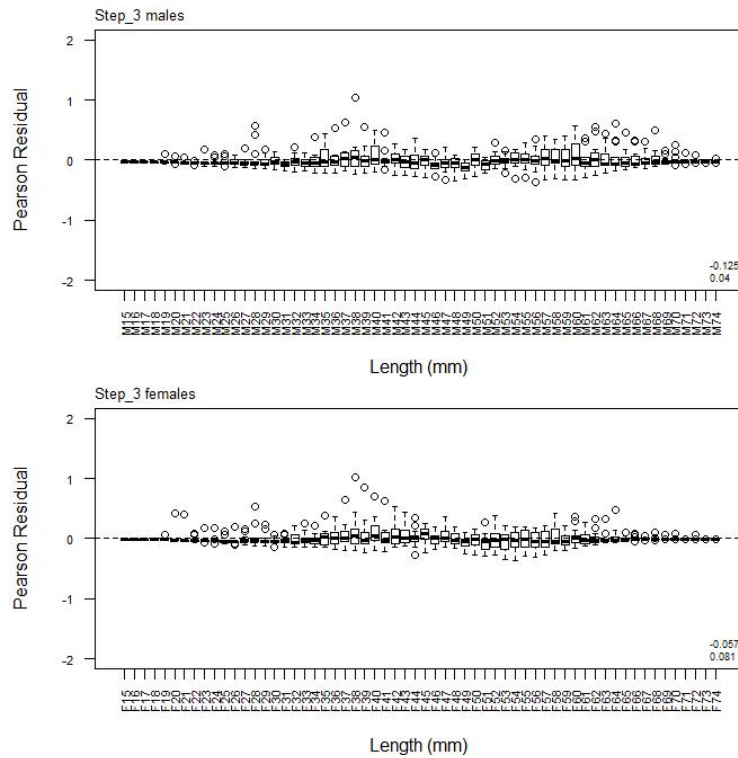 Step_3 males
2
1
0
-1
-2
Pearson Residual
-0.125
0.04
M15 M16 M17 M18 M19 M20 M21 M22 M23 M24 M25 M26 M27 M28 M29 M30 M31 M32 M33 M34 M35 M36 M37 M38 M39 M40 M41 M42 M43 M44 M45 M46 M47 M48 M49 M50 M51 M52 M53 M54 M55 M56 M57 M58 M59 M60 M61 M62 M63 M64 M65 M66 M67 M68 M69 M70 M71 M72 M73 M74
Length (mm)
Step_3 females
2
1
0
-1
-2
Pearson Residual
-0.057
0.081
F15 F16 F17 F18 F19 F20 F21 F22 F23 F24 F25 F26 F27 F28 F29 F30 F31 F32 F33 F34 F35 F36 F37 F38 F39 F40 F41 F42 F43 F44 F45 F46 F47 F48 F49 F50 F51 F52 F53 F54 F55 F56 F57 F58 F59 F60 F61 F62 F63 F64 F65 F66 F67 F68 F69 F70 F71 F72 F73 F74
Length (mm)